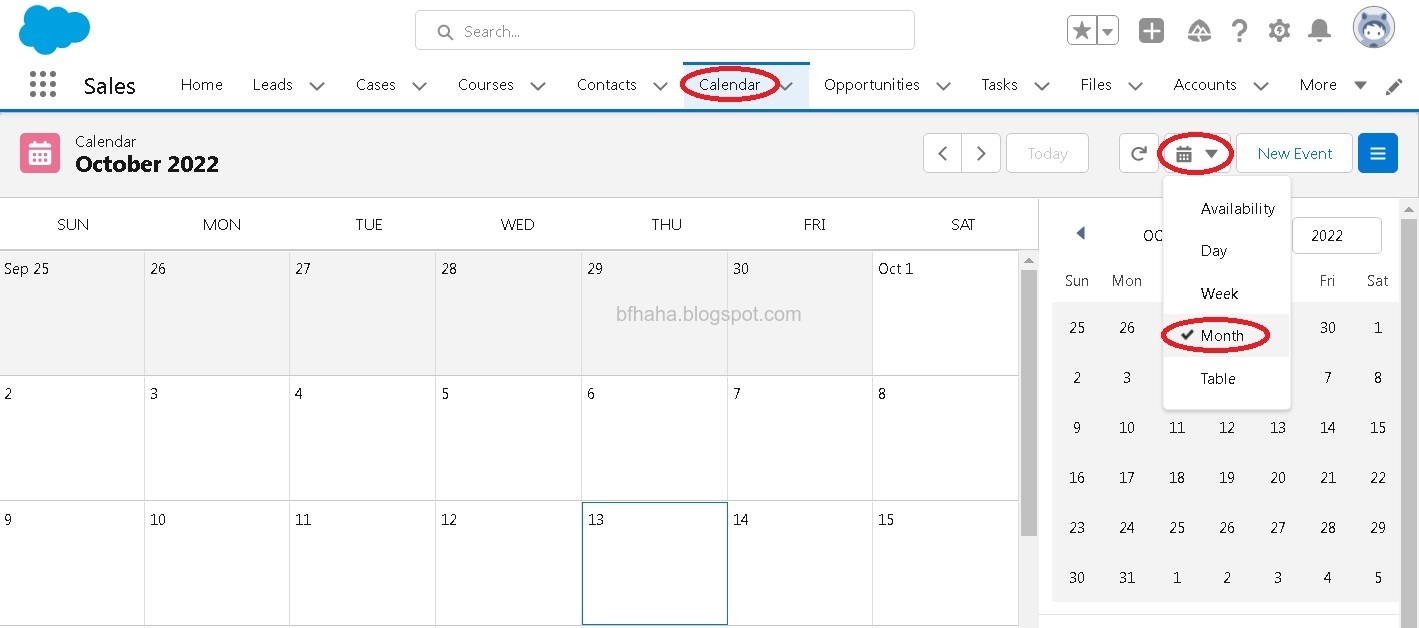 Search...
Sales Home Leads Cases Courses Contacts Calendar Opportunities Tasks Files Accounts More
Calendar
October 2022
Today
New Event
Availability
Day
Week
Month
Table
SUN MON TUE WED THU FRI SAT
Sep 25 26 27 28 29 30 Oct 1
bfhaha.blogspot.com
2 3 4 5 6 7 8
9 10 11 12 13 14 15
OC 2022
Sun Mon Fri Sat
25 26 30 1
2 3 7 8
9 10 11 12 13 14 15
16 17 18 19 20 21 22
23 24 25 26 27 28 29
30 31 1 2 3 4 5